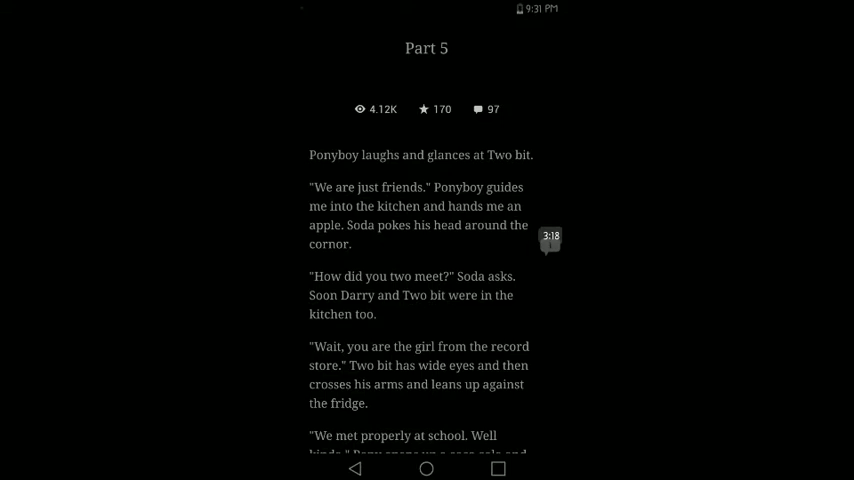 9:31 PM
Part 5
4.12K 170 97
Ponyboy laughs and glances at Two bit.
"We are just friends." Ponyboy guides
me into the kitchen and hands me an
apple. Soda pokes his head around the
cornor.
3:18
"How did you two meet?" Soda asks.
Soon Darry and Two bit were in the
kitchen too.
"Wait, you are the girl from the record
store." Two bit has wide eyes and then
crosses his arms and leans up against
the fridge.
"We met properly at school. Well